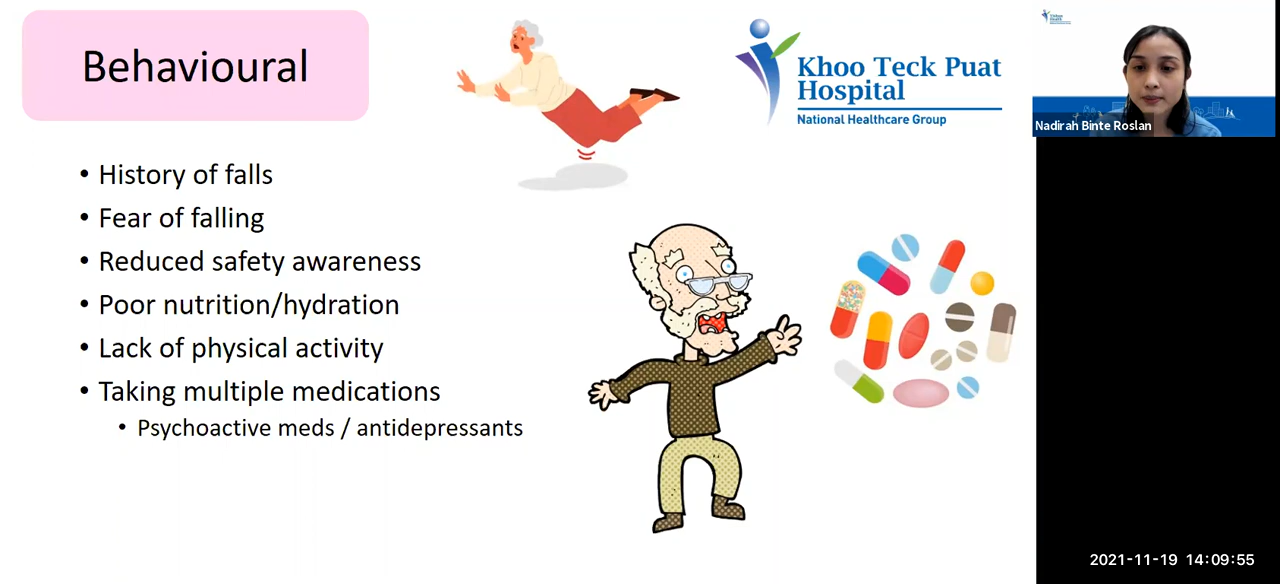 Behavioural
• History of falls
• Fear of falling
• Reduced safety awareness
• Poor nutrition/hydration
• Lack of physical activity
• Taking multiple medications
• Psychoactive meds / antidepressants
Khoo Teck Puat
Hospital
National Healthcare Group
Nadirah Binte Roslan
2021-11-19 14:09:55